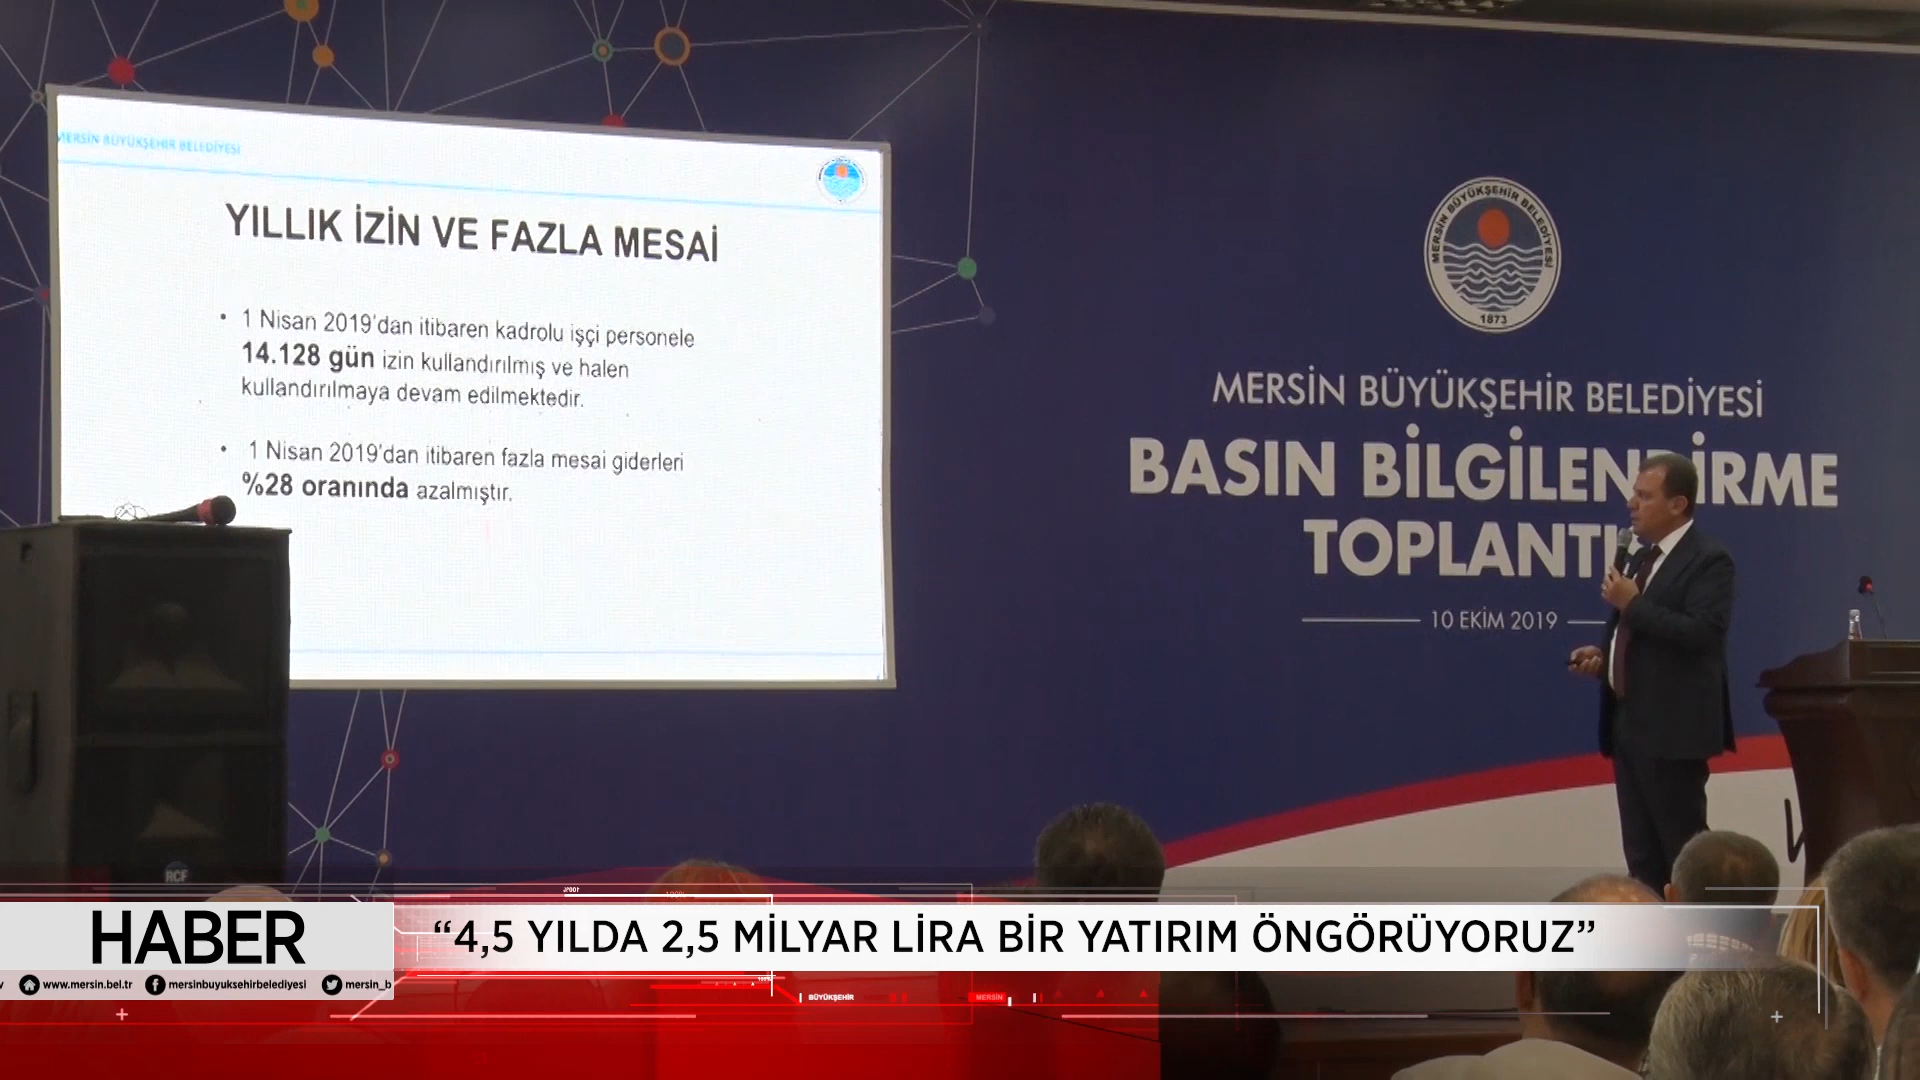 MERSİN BÜYÜKŞEHİR BELEDİYESİ
YILLIK İZİN VE FAZLA MESAİ
• 1 Nisan 2019'dan itibaren kadrolu işçi personele
14.128 gün izin kullandırılmış ve halen
kullandırılmaya devam edilmektedir.
• 1 Nisan 2019'dan itibaren fazla mesai giderleri
%28 oranında azalmıştır.
MERSİN BÜYÜKŞEHİR BELEDİYESİ
1873
MERSİN BÜYÜKŞEHİR BELEDİYESİ
BASIN BİLGİLENDİRME
TOPLANTI
10 EKİM 2019
RCF
HABER
“4,5 YILDA 2,5 MİLYAR LİRA BİR YATIRIM ÖNGÖRÜYORUZ”
www.mersin.bel.tr mersinbuyuksehirbelediyesi mersin_b
BÜYÜKŞEHİR
MERSİN